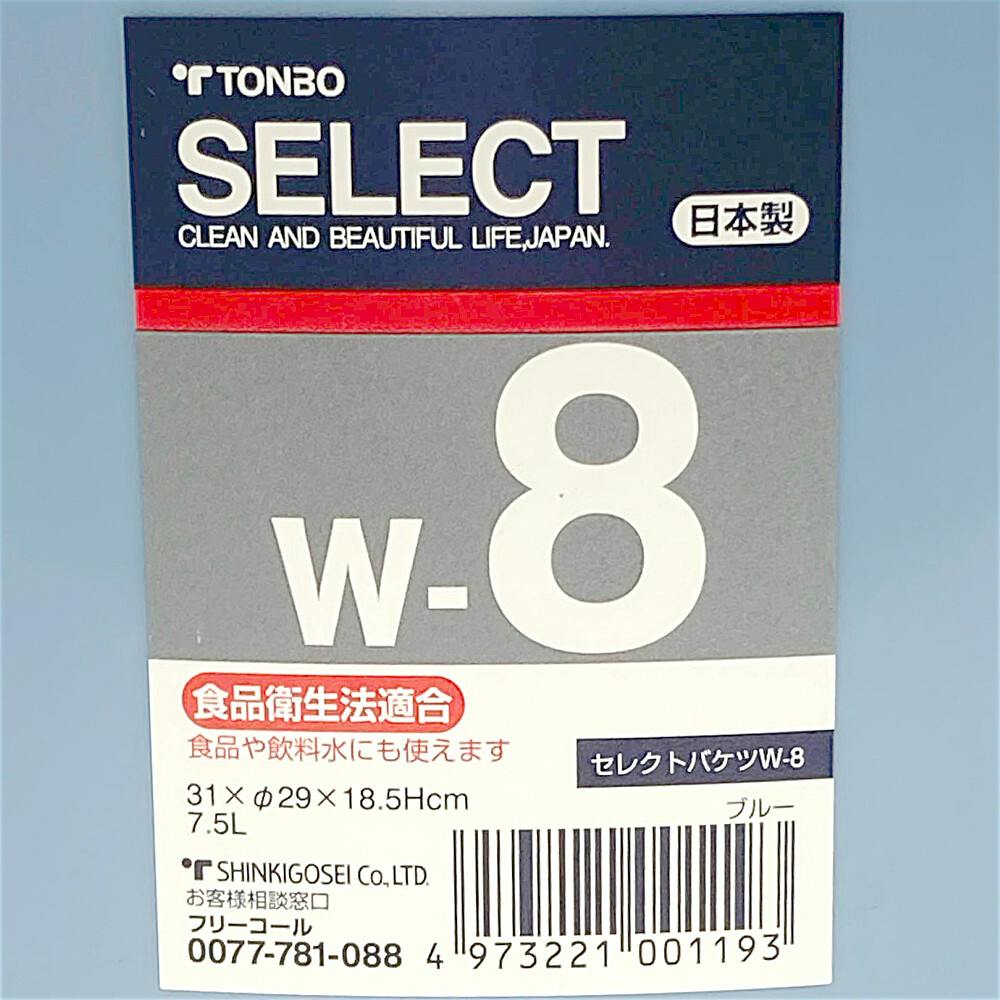 TONBO
SELECT
CLEAN AND BEAUTIFUL LIFE,JAPAN.
日本製
W-8
食品衛生法適合
食品や飲料水にも使えます
セレクトバケツW-8
31×φ29×18.5Hcm
7.5L
ブルー
SHINKIGOSEI Co.,LTD.
お客様相談窓口
フリーコール
0077-781-088
4 973221 001193